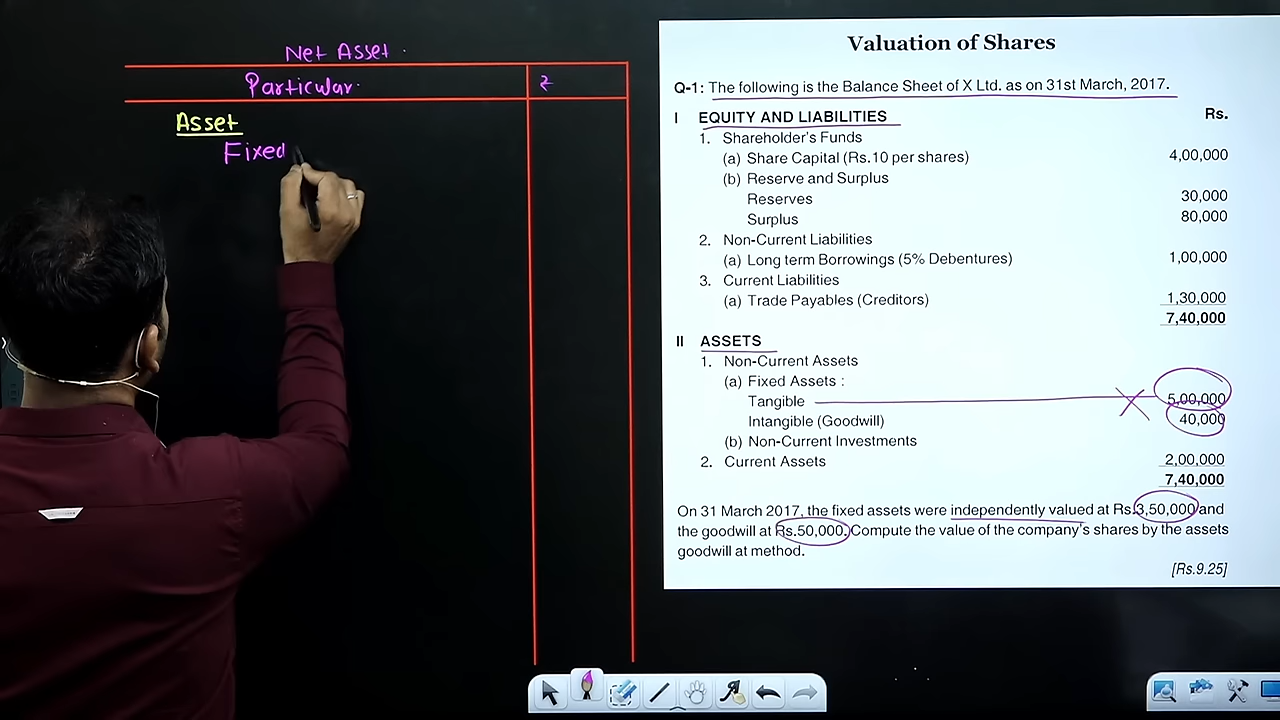 Net Asset
Particular ₹
Asset
Fixed
Valuation of Shares
Q-1: The following is the Balance Sheet of X Ltd. as on 31st March, 2017.
I EQUITY AND LIABILITIES Rs.
1. Shareholder's Funds
(a) Share Capital (Rs.10 per shares) 4,00,000
(b) Reserve and Surplus
Reserves 30,000
Surplus 80,000
2. Non-Current Liabilities
(a) Long term Borrowings (5% Debentures) 1,00,000
3. Current Liabilities
(a) Trade Payables (Creditors) 1,30,000
7,40,000
II ASSETS
1. Non-Current Assets
(a) Fixed Assets :
Tangible 5,00,000
Intangible (Goodwill) 40,000
(b) Non-Current Investments
2. Current Assets 2,00,000
7,40,000
On 31 March 2017, the fixed assets were independently valued at Rs.3,50,000 and
the goodwill at Rs.50,000. Compute the value of the company's shares by the assets
goodwill at method.
[Rs.9.25]